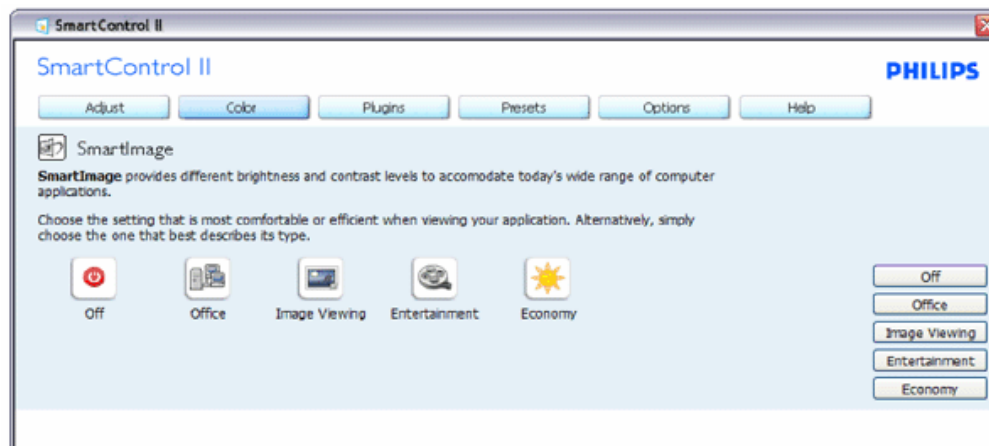 SmartControl II
SmartControl II
PHILIPS
Adjust Color Plugins Presets Options Help
SmartImage
SmartImage provides different brightness and contrast levels to accomodate today's wide range of computer
applications.
Choose the setting that is most comfortable or efficient when viewing your application. Alternatively, simply
choose the one that best describes its type.
Off Office Image Viewing Entertainment Economy
Off
Office
Image Viewing
Entertainment
Economy